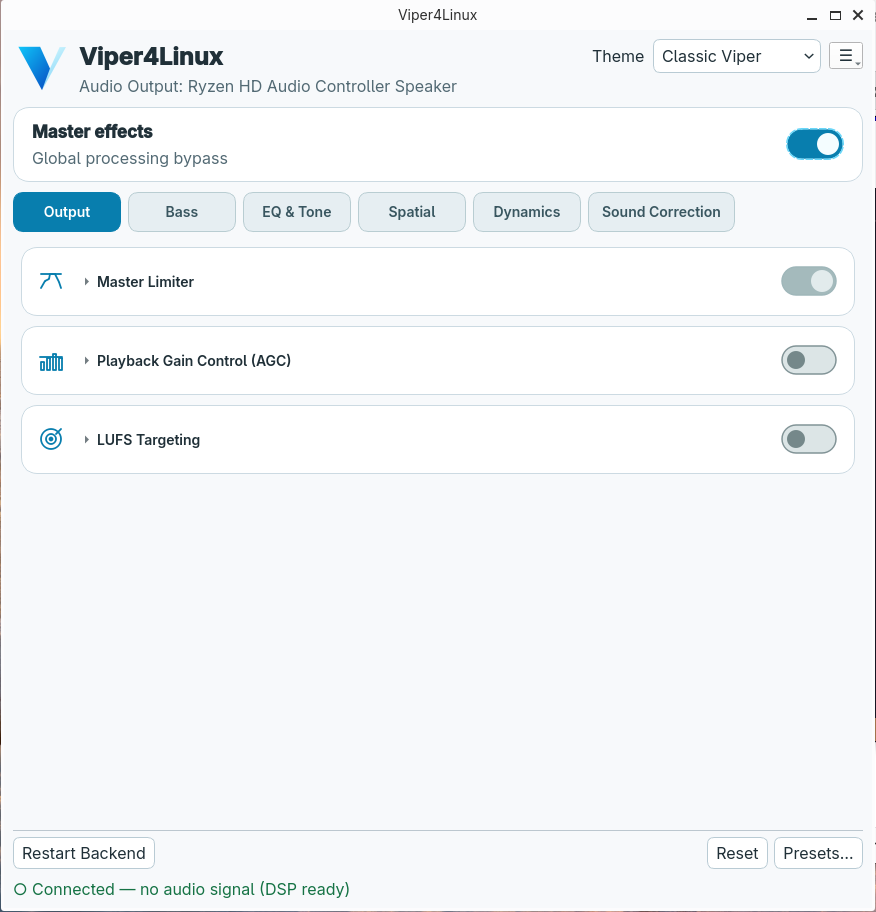 Viper4Linux
Viper4Linux
Audio Output: Ryzen HD Audio Controller Speaker
Theme
Classic Viper
Master effects
Global processing bypass
Output
Bass
EQ & Tone
Spatial
Dynamics
Sound Correction
Master Limiter
Playback Gain Control (AGC)
LUFS Targeting
Restart Backend
Reset
Presets...
Connected — no audio signal (DSP ready)